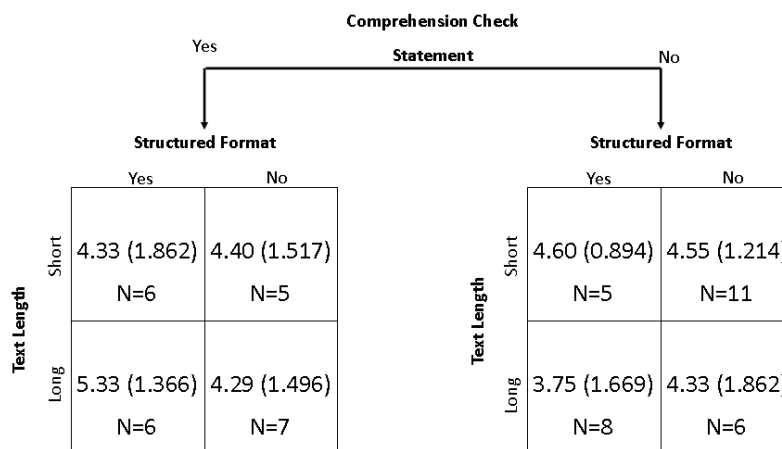 Comprehension Check
Yes
Statement
No
Structured Format
Structured Format
Yes No
Yes No
Text Length
Short
4.33 (1.862) 4.40 (1.517)
N=6 N=5
Long
5.33 (1.366) 4.29 (1.496)
N=6 N=7
Text Length
Short
4.60 (0.894) 4.55 (1.214)
N=5 N=11
Long
3.75 (1.669) 4.33 (1.862)
N=8 N=6